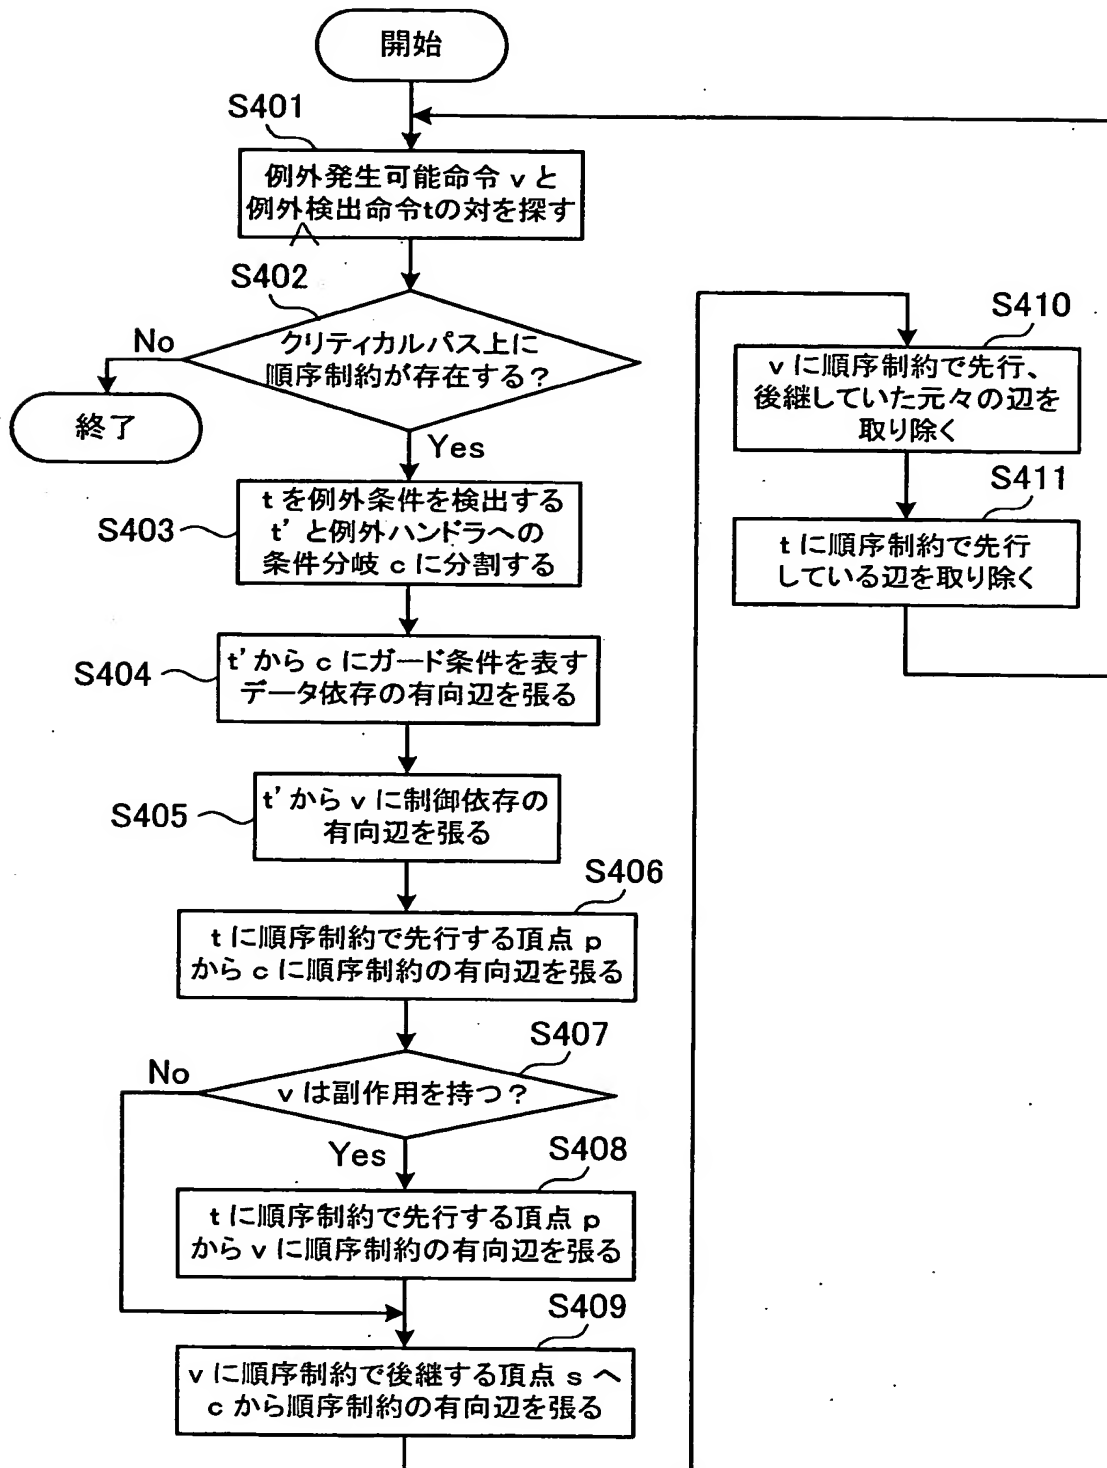 開始
S401
例外発生可能命令 v と
例外検出命令tの対を探す
S402
No
クリティカルパス上に
順序制約が存在する?
終了
Yes
S403
t を例外条件を検出する
t' と例外ハンドラへの
条件分岐 c に分割する
S404
t' から c にガード条件を表す
データ依存の有向辺を張る
S405
t' から v に制御依存の
有向辺を張る
S406
t に順序制約で先行する頂点 p
から c に順序制約の有向辺を張る
S407
No
v は副作用を持つ?
Yes
S408
t に順序制約で先行する頂点 p
から v に順序制約の有向辺を張る
S409
v に順序制約で後継する頂点 s へ
c から順序制約の有向辺を張る
S410
v に順序制約で先行、
後継していた元々の辺を
取り除く
S411
t に順序制約で先行
している辺を取り除く